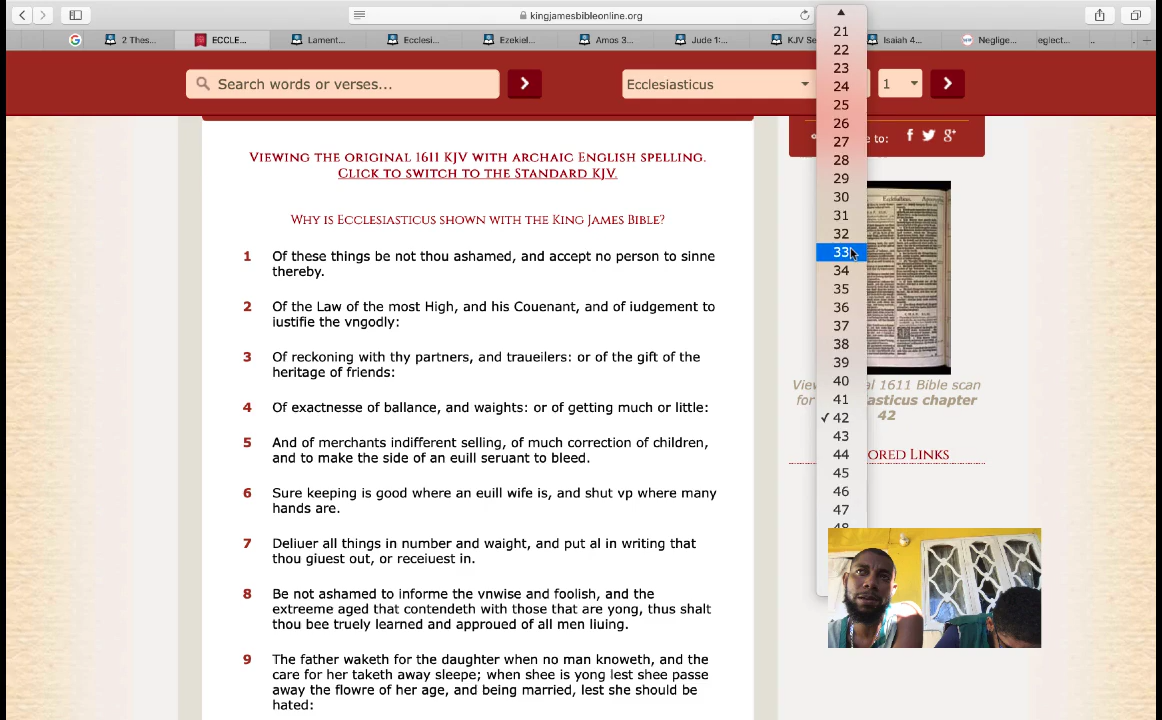 kingjamesbibleonline.org
2 Thes...
ECCLE...
Lament...
Ecclesi...
Ezekiel...
Amos 3...
Jude 1:...
KJV Se
Isaiah 4...
Neglige...
eglect...
Search words or verses...
Ecclesiasticus
1
e to:
VIEWING THE ORIGINAL 1611 KJV WITH ARCHAIC ENGLISH SPELLING.
CLICK TO SWITCH TO THE STANDARD KJV.
WHY IS ECCLESIASTICUS SHOWN WITH THE KING JAMES BIBLE?
1 Of these things be not thou ashamed, and accept no person to sinne
thereby.
2 Of the Law of the most High, and his Couenant, and of iudgement to
iustifie the vngodly:
3 Of reckoning with thy partners, and traueilers: or of the gift of the
heritage of friends:
4 Of exactnesse of ballance, and waights: or of getting much or little:
5 And of merchants indifferent selling, of much correction of children,
and to make the side of an euill seruant to bleed.
6 Sure keeping is good where an euill wife is, and shut vp where many
hands are.
7 Deliuer all things in number and waight, and put al in writing that
thou giuest out, or receiuest in.
8 Be not ashamed to informe the vnwise and foolish, and the
extreeme aged that contendeth with those that are yong, thus shalt
thou bee truely learned and approued of all men liuing.
9 The father waketh for the daughter when no man knoweth, and the
care for her taketh away sleepe; when shee is yong lest shee passe
away the flowre of her age, and being married, lest she should be
hated:
21
22
23
24
25
26
27
28
29
30
31
32
33
34
35
36
37
38
39
40
41
✓ 42
43
44
45
46
47
48
View
al 1611 Bible scan
for
asticus chapter
42
ORED LINKS